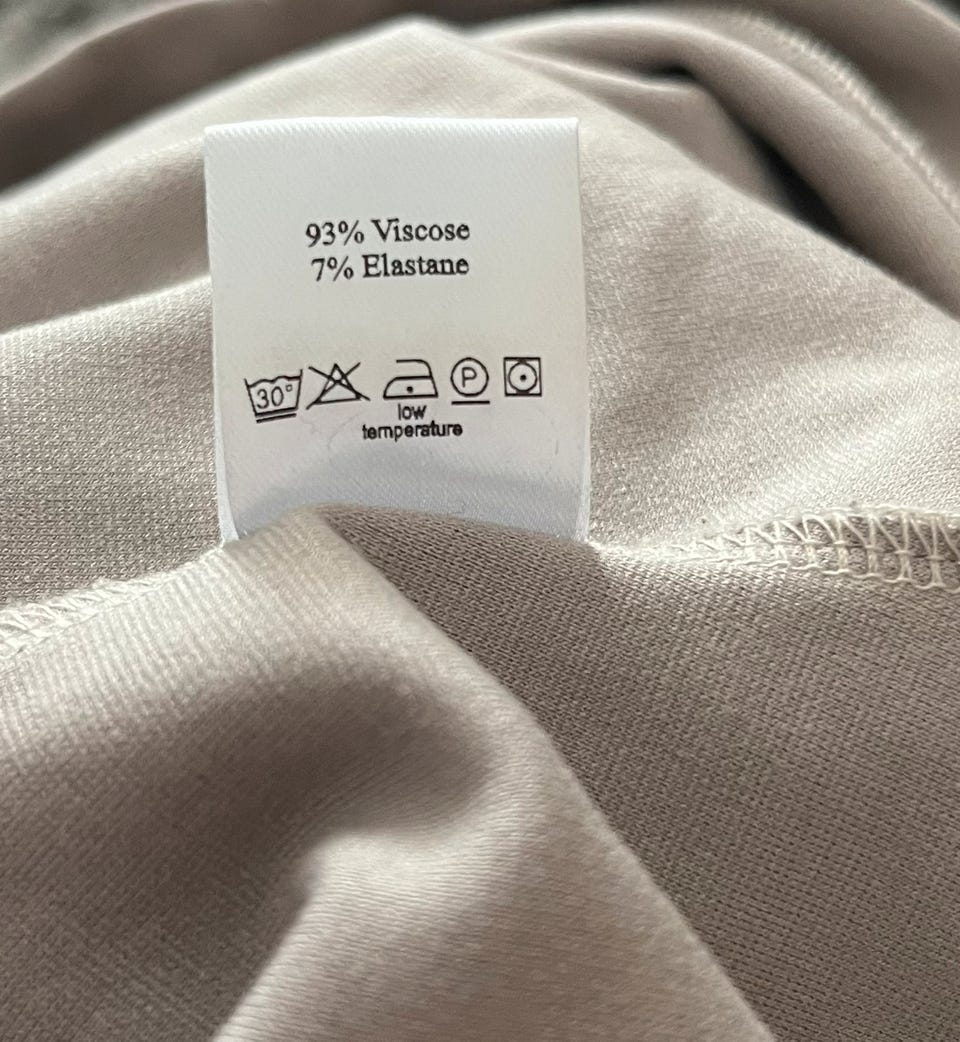 93% Viscose
7% Elastane
30° P
low
temperature